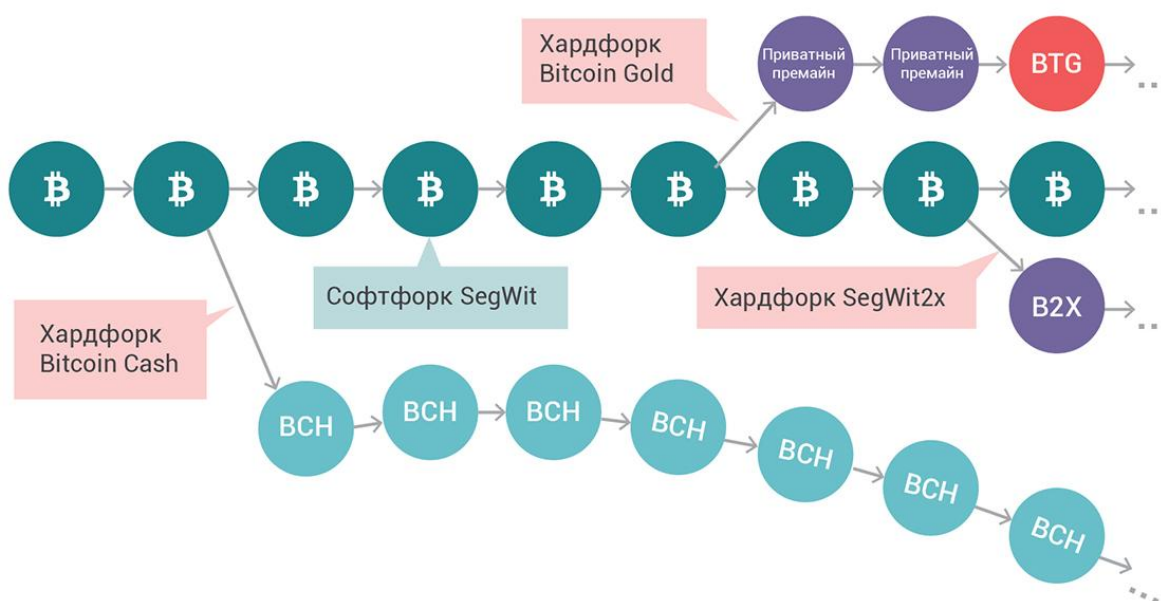 Хардфорк
Bitcoin Gold
Приватный
премайн
Приватный
премайн
BTG
₿ ₿ ₿ ₿ ₿ ₿ ₿ ₿ ₿
Софтфорк SegWit
Хардфорк SegWit2x
B2X
Хардфорк
Bitcoin Cash
BCH
BCH
BCH
BCH
BCH
BCH
BCH